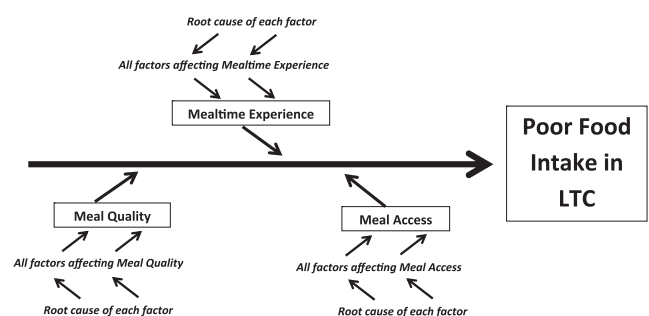 Root cause of each factor
All factors affecting Mealtime Experience
Mealtime Experience
Poor Food
Intake in
LTC
Meal Quality
All factors affecting Meal Quality
Root cause of each factor
Meal Access
All factors affecting Meal Access
Root cause of each factor